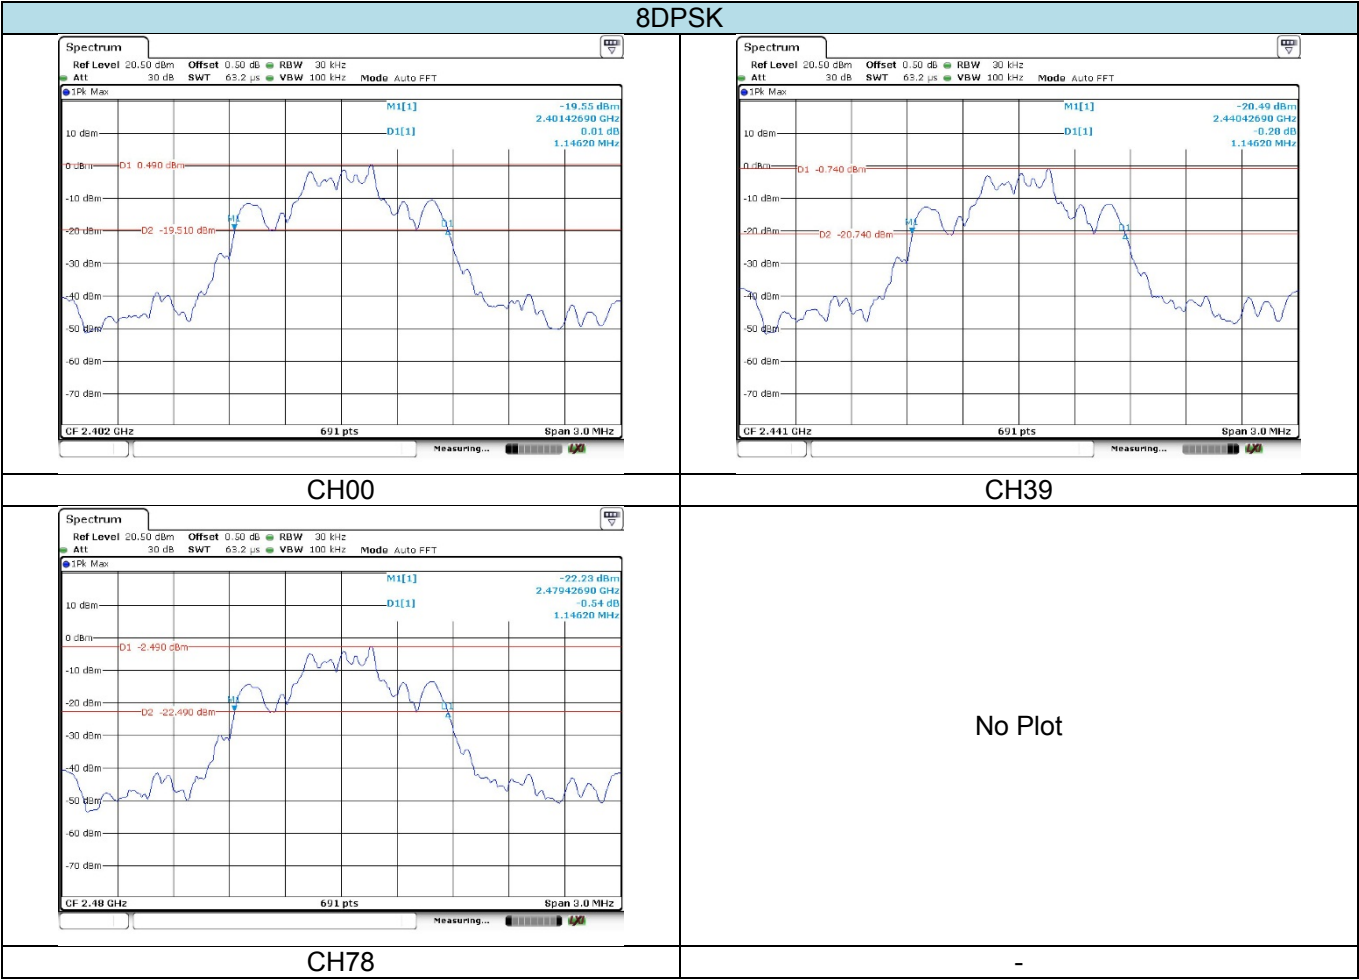 8DPSK
Spectrum
Ref Level 20.50 dBm Offset 0.50 dB RBW 30 kHz
Att 30 dB SWT 63.2 µs VBW 100 kHz Mode Auto FFT
1Pk Max
M1[1] -19.55 dBm
2.40142690 GHz
10 dBm
D1[1] 0.01 dB
1.14620 MHz
0 dBm
D1 0.490 dBm
-10 dBm
M1
D1
-20 dBm
D2 -19.510 dBm
-30 dBm
-40 dBm
-50 dBm
-60 dBm
-70 dBm
CF 2.402 GHz 691 pts Span 3.0 MHz
Measuring...
CH00
Spectrum
Ref Level 20.50 dBm Offset 0.50 dB RBW 30 kHz
Att 30 dB SWT 63.2 µs VBW 100 kHz Mode Auto FFT
1Pk Max
M1[1] -20.49 dBm
2.44042690 GHz
10 dBm
D1[1] -0.28 dB
1.14620 MHz
0 dBm
D1 -0.740 dBm
-10 dBm
M1
D1
-20 dBm
D2 -20.740 dBm
-30 dBm
-40 dBm
-50 dBm
-60 dBm
-70 dBm
CF 2.441 GHz 691 pts Span 3.0 MHz
Measuring...
CH39
Spectrum
Ref Level 20.50 dBm Offset 0.50 dB RBW 30 kHz
Att 30 dB SWT 63.2 µs VBW 100 kHz Mode Auto FFT
1Pk Max
M1[1] -22.23 dBm
2.47942690 GHz
10 dBm
D1[1] -0.54 dB
1.14620 MHz
0 dBm
D1 -2.490 dBm
-10 dBm
M1
D1
-20 dBm
D2 -22.490 dBm
-30 dBm
-40 dBm
-50 dBm
-60 dBm
-70 dBm
CF 2.48 GHz 691 pts Span 3.0 MHz
Measuring...
CH78
No Plot
-